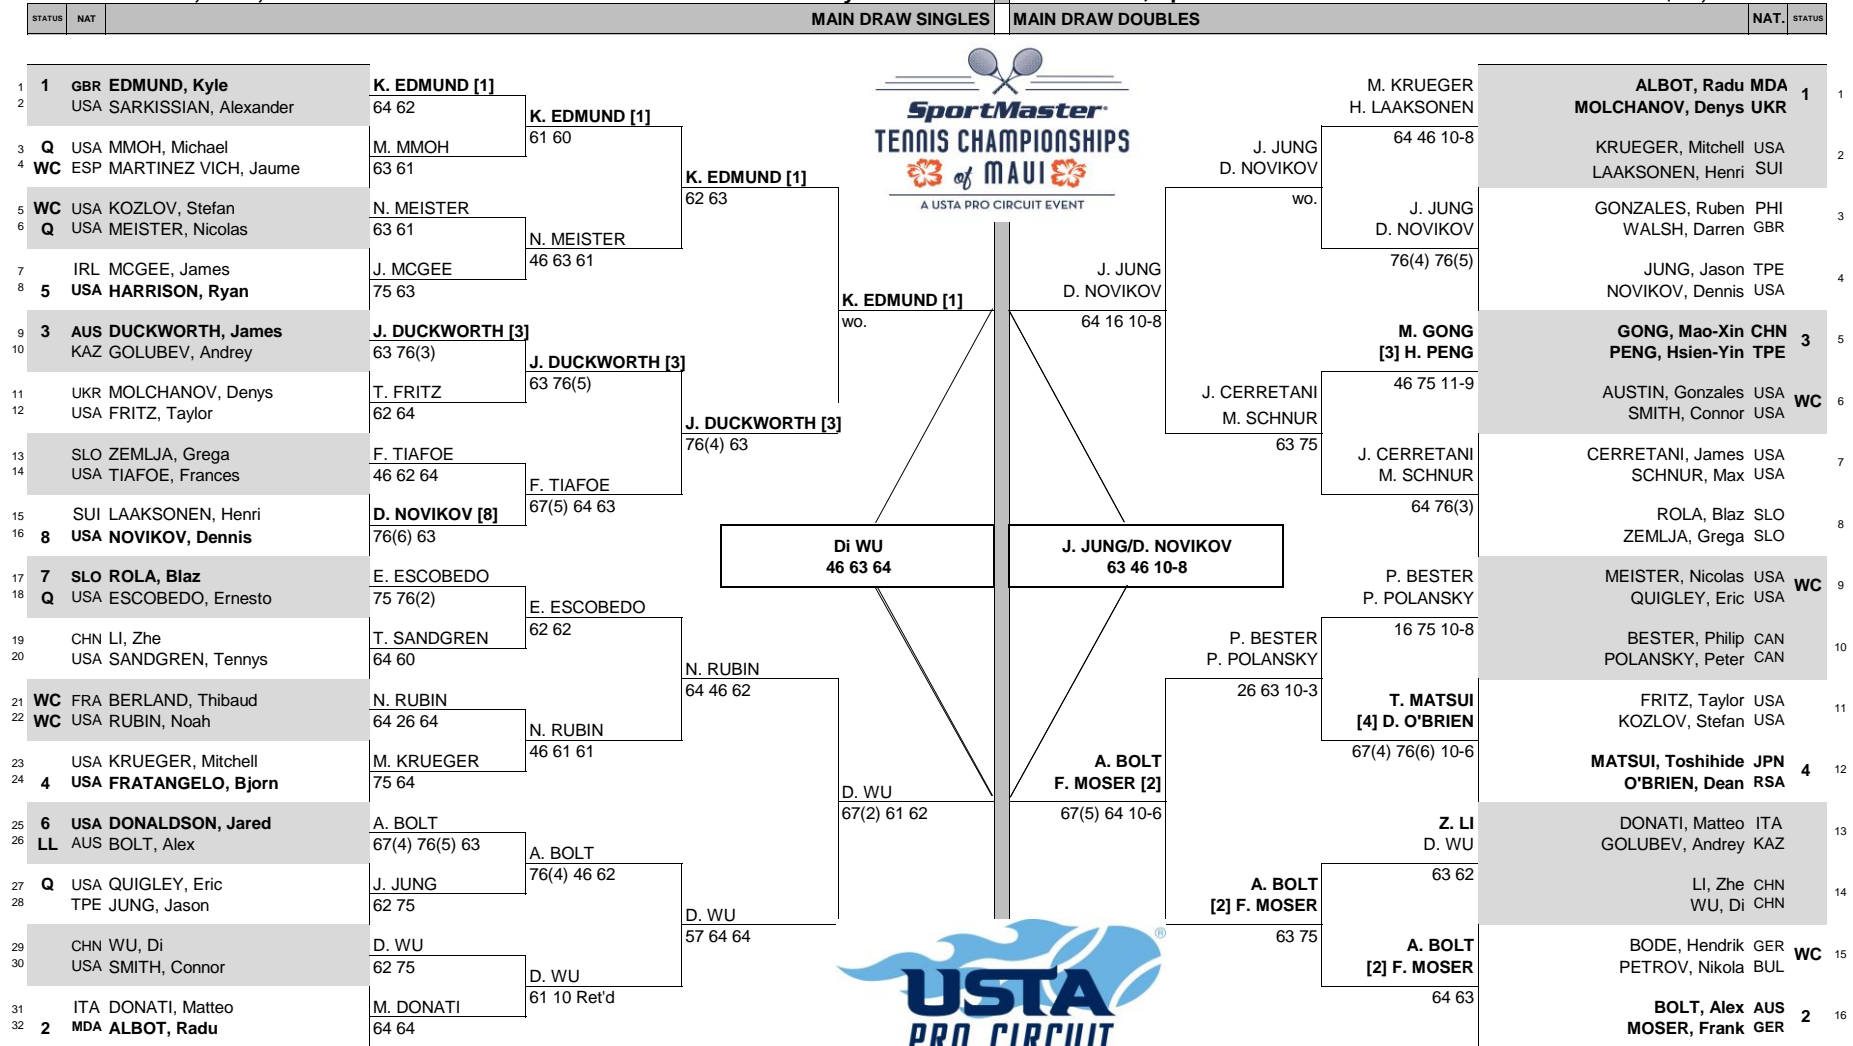 STATUS NAT MAIN DRAW SINGLES MAIN DRAW DOUBLES NAT. STATUS
SportMaster
TENNIS CHAMPIONSHIPS
of MAUI
A USTA PRO CIRCUIT EVENT
1 1 GBR EDMUND, Kyle
2 USA SARKISSIAN, Alexander
3 Q USA MMOH, Michael
4 WC ESP MARTINEZ VICH, Jaume
5 WC USA KOZLOV, Stefan
6 Q USA MEISTER, Nicolas
7 IRL MCGEE, James
8 5 USA HARRISON, Ryan
9 3 AUS DUCKWORTH, James
10 KAZ GOLUBEV, Andrey
11 UKR MOLCHANOV, Denys
12 USA FRITZ, Taylor
13 SLO ZEMLJA, Grega
14 USA TIAFOE, Frances
15 SUI LAAKSONEN, Henri
16 8 USA NOVIKOV, Dennis
17 7 SLO ROLA, Blaz
18 Q USA ESCOBEDO, Ernesto
19 CHN LI, Zhe
20 USA SANDGREN, Tennys
21 WC FRA BERLAND, Thibaud
22 WC USA RUBIN, Noah
23 USA KRUEGER, Mitchell
24 4 USA FRATANGELO, Bjorn
25 6 USA DONALDSON, Jared
26 LL AUS BOLT, Alex
27 Q USA QUIGLEY, Eric
28 TPE JUNG, Jason
29 CHN WU, Di
30 USA SMITH, Connor
31 ITA DONATI, Matteo
32 2 MDA ALBOT, Radu
K. EDMUND [1]
64 62
M. MMOH
63 61
N. MEISTER
63 61
J. MCGEE
75 63
J. DUCKWORTH [3]
63 76(3)
T. FRITZ
62 64
F. TIAFOE
46 62 64
D. NOVIKOV [8]
76(6) 63
E. ESCOBEDO
75 76(2)
T. SANDGREN
64 60
N. RUBIN
64 26 64
M. KRUEGER
75 64
A. BOLT
67(4) 76(5) 63
J. JUNG
62 75
D. WU
62 75
M. DONATI
64 64
K. EDMUND [1]
61 60
N. MEISTER
46 63 61
J. DUCKWORTH [3]
63 76(5)
F. TIAFOE
67(5) 64 63
E. ESCOBEDO
62 62
N. RUBIN
46 61 61
A. BOLT
76(4) 46 62
D. WU
61 10 Ret'd
K. EDMUND [1]
62 63
J. DUCKWORTH [3]
76(4) 63
N. RUBIN
64 46 62
D. WU
57 64 64
K. EDMUND [1]
wo.
D. WU
67(2) 61 62
Di WU
46 63 64
J. JUNG/D. NOVIKOV
63 46 10-8
J. JUNG
D. NOVIKOV
64 16 10-8
A. BOLT
F. MOSER [2]
67(5) 64 10-6
J. JUNG
D. NOVIKOV
wo.
J. CERRETANI
M. SCHNUR
63 75
P. BESTER
P. POLANSKY
26 63 10-3
A. BOLT
[2] F. MOSER
63 75
M. KRUEGER
H. LAAKSONEN
64 46 10-8
J. JUNG
D. NOVIKOV
76(4) 76(5)
M. GONG
[3] H. PENG
46 75 11-9
J. CERRETANI
M. SCHNUR
64 76(3)
P. BESTER
P. POLANSKY
16 75 10-8
T. MATSUI
[4] D. O'BRIEN
67(4) 76(6) 10-6
Z. LI
D. WU
63 62
A. BOLT
[2] F. MOSER
64 63
ALBOT, Radu MDA 1 1
MOLCHANOV, Denys UKR
KRUEGER, Mitchell USA 2
LAAKSONEN, Henri SUI
GONZALES, Ruben PHI 3
WALSH, Darren GBR
JUNG, Jason TPE 4
NOVIKOV, Dennis USA
GONG, Mao-Xin CHN 3 5
PENG, Hsien-Yin TPE
AUSTIN, Gonzales USA WC 6
SMITH, Connor USA
CERRETANI, James USA 7
SCHNUR, Max USA
ROLA, Blaz SLO 8
ZEMLJA, Grega SLO
MEISTER, Nicolas USA WC 9
QUIGLEY, Eric USA
BESTER, Philip CAN 10
POLANSKY, Peter CAN
FRITZ, Taylor USA 11
KOZLOV, Stefan USA
MATSUI, Toshihide JPN 4 12
O'BRIEN, Dean RSA
DONATI, Matteo ITA 13
GOLUBEV, Andrey KAZ
LI, Zhe CHN 14
WU, Di CHN
BODE, Hendrik GER WC 15
PETROV, Nikola BUL
BOLT, Alex AUS 2 16
MOSER, Frank GER
USTA ®
PRO CIRCUIT